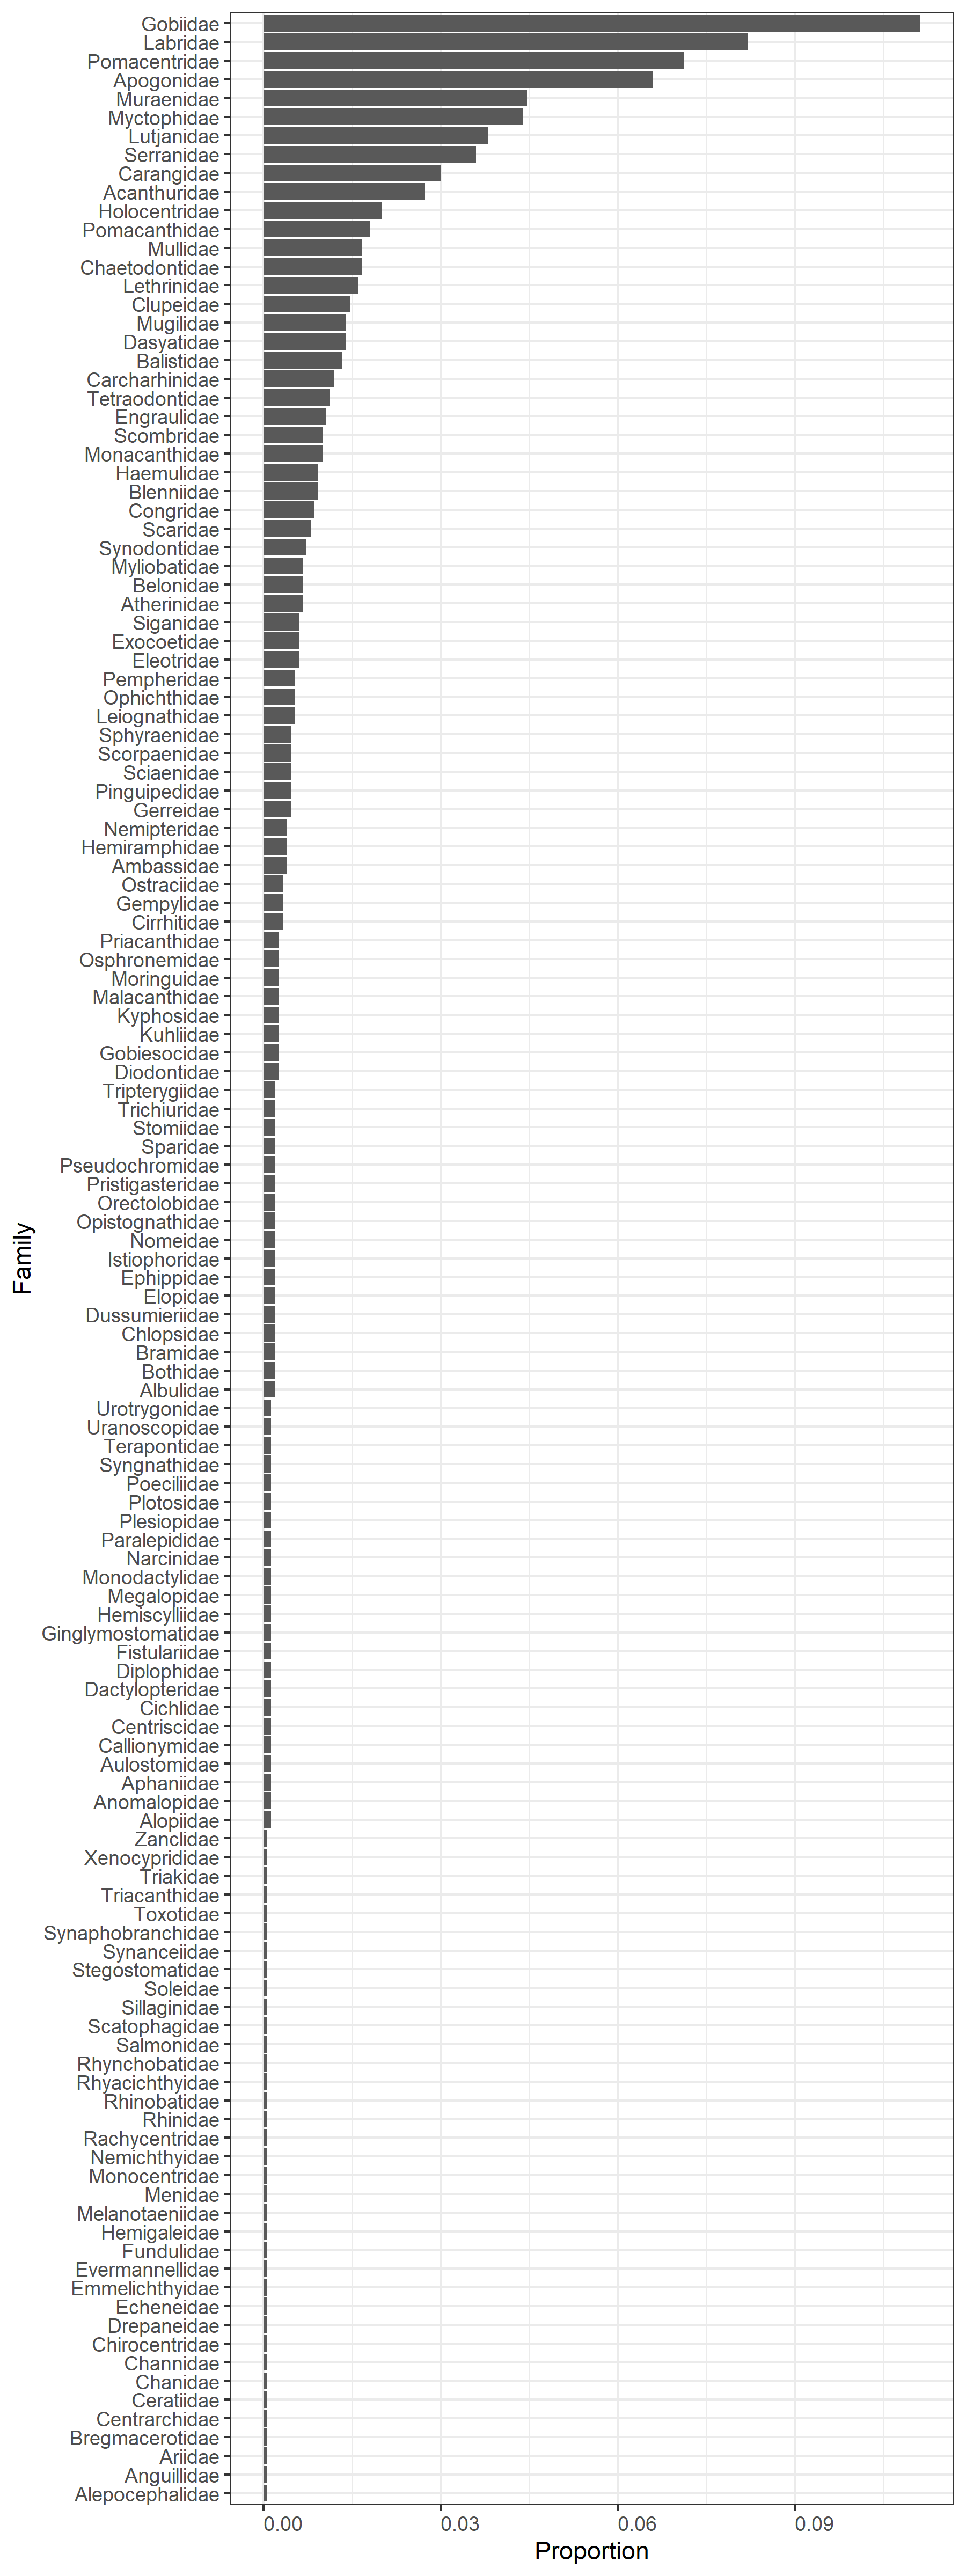 Gobiidae
Labridae
Pomacentridae
Apogonidae
Muraenidae
Myctophidae
Lutjanidae
Serranidae
Carangidae
Acanthuridae
Holocentridae
Pomacanthidae
Mullidae
Chaetodontidae
Lethrinidae
Clupeidae
Mugilidae
Dasyatidae
Balistidae
Carcharhinidae
Tetraodontidae
Engraulidae
Scombridae
Monacanthidae
Haemulidae
Blenniidae
Congridae
Scaridae
Synodontidae
Myliobatidae
Belonidae
Atherinidae
Siganidae
Exocoetidae
Eleotridae
Pempheridae
Ophichthidae
Leiognathidae
Sphyraenidae
Scorpaenidae
Sciaenidae
Pinguipedidae
Gerreidae
Nemipteridae
Hemiramphidae
Ambassidae
Ostraciidae
Gempylidae
Cirrhitidae
Priacanthidae
Osphronemidae
Moringuidae
Malacanthidae
Kyphosidae
Kuhliidae
Gobiesocidae
Diodontidae
Tripterygiidae
Trichiuridae
Stomiidae
Sparidae
Pseudochromidae
Pristigasteridae
Orectolobidae
Opistognathidae
Nomeidae
Istiophoridae
Ephippidae
Elopidae
Dussumieriidae
Chlopsidae
Bramidae
Bothidae
Albulidae
Urotrygonidae
Uranoscopidae
Terapontidae
Syngnathidae
Poeciliidae
Plotosidae
Plesiopidae
Paralepididae
Narcinidae
Monodactylidae
Megalopidae
Hemiscylliidae
Ginglymostomatidae
Fistulariidae
Diplophidae
Dactylopteridae
Cichlidae
Centriscidae
Callionymidae
Aulostomidae
Aphaniidae
Anomalopidae
Alopiidae
Zanclidae
Xenocyprididae
Triakidae
Triacanthidae
Toxotidae
Synaphobranchidae
Synanceiidae
Stegostomatidae
Soleidae
Sillaginidae
Scatophagidae
Salmonidae
Rhynchobatidae
Rhyacichthyidae
Rhinobatidae
Rhinidae
Rachycentridae
Nemichthyidae
Monocentridae
Menidae
Melanotaeniidae
Hemigaleidae
Fundulidae
Evermannellidae
Emmelichthyidae
Echeneidae
Drepaneidae
Chirocentridae
Channidae
Chanidae
Ceratiidae
Centrarchidae
Bregmacerotidae
Ariidae
Anguillidae
Alepocephalidae
Family
0.00 0.03 0.06 0.09
Proportion